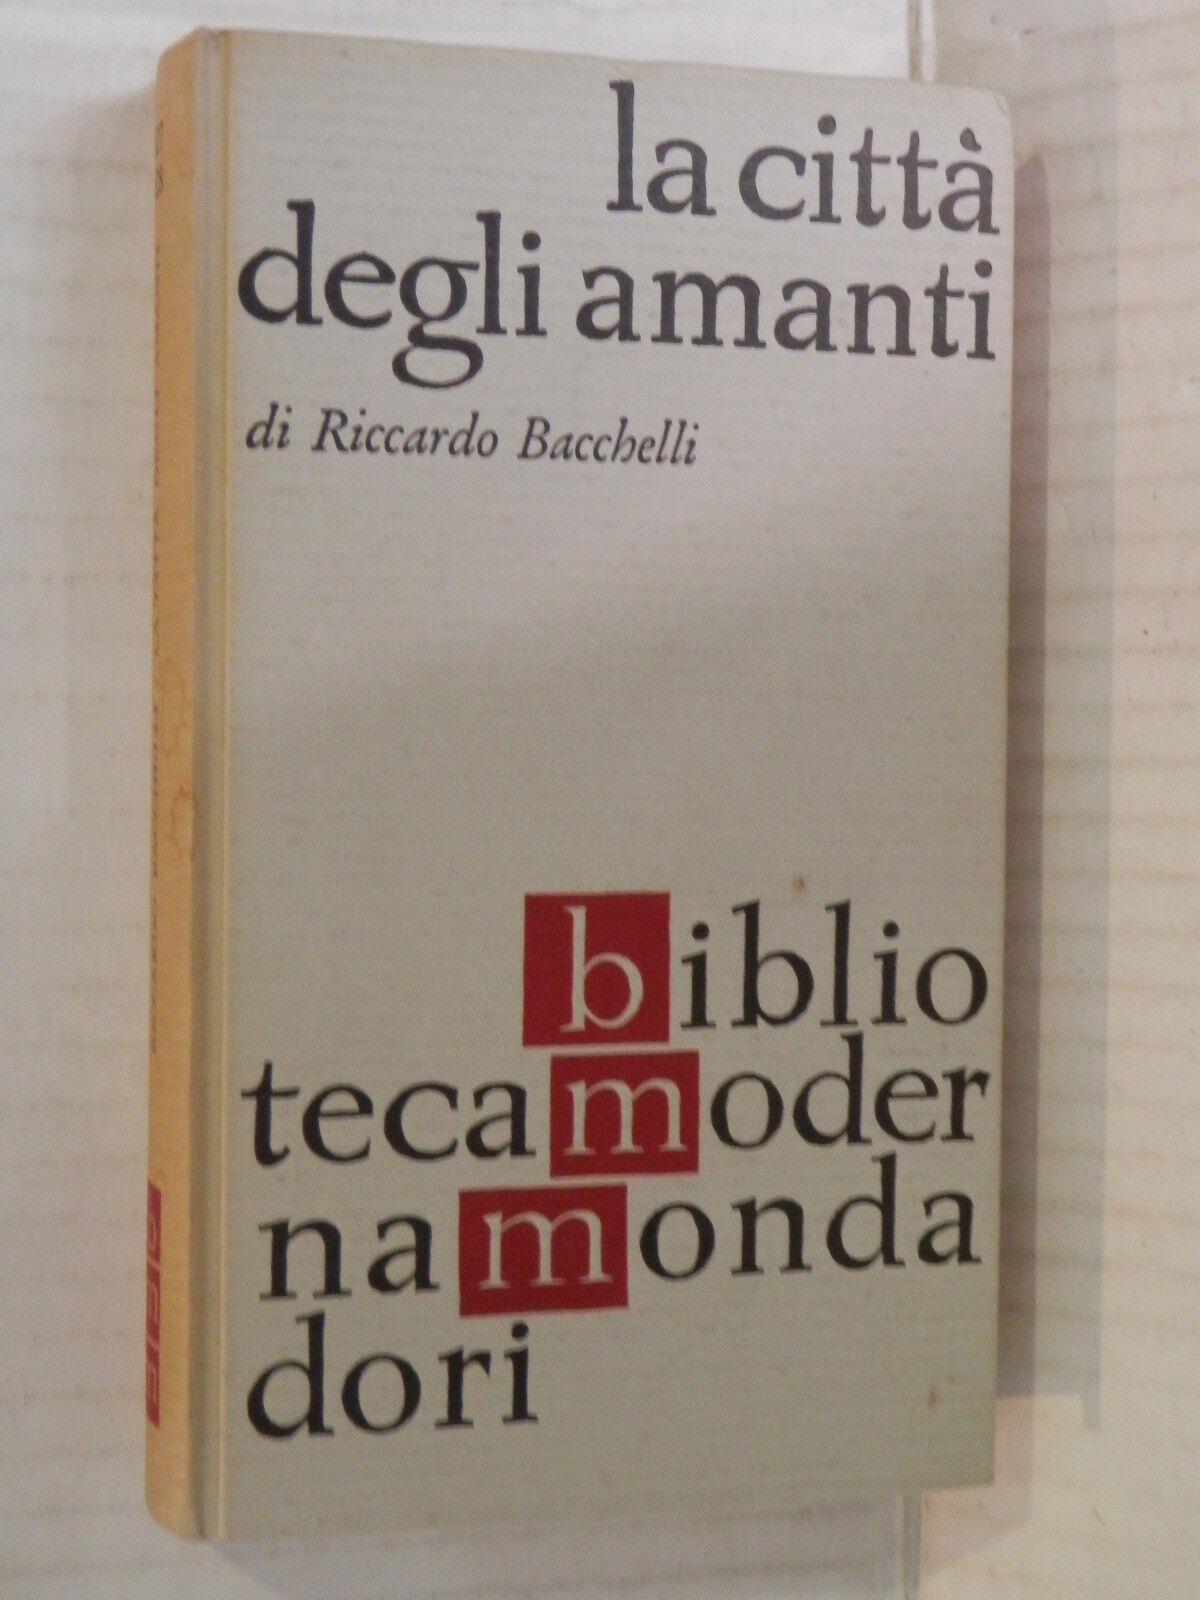 la città
degli amanti
di Riccardo Bacchelli
biblio
tecamoder
namonda
dori